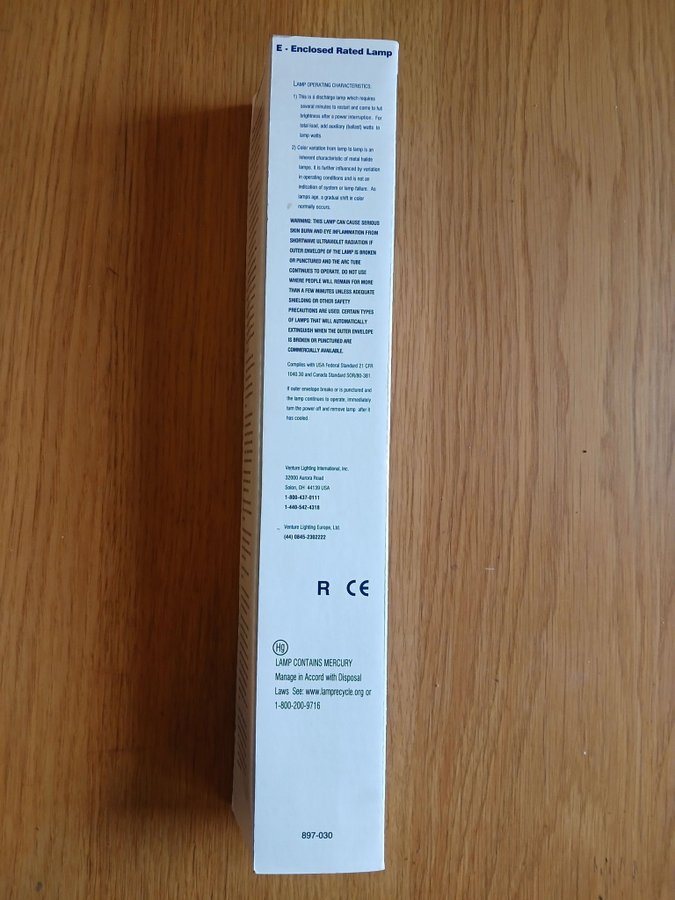 E - Enclosed Rated Lamp
LAMP OPERATING CHARACTERISTICS:
1) This is a discharge lamp which requires
several minutes to restart and come to full
brightness after a power interruption. For
total load, add auxiliary (ballast) watts to
lamp watts
2) Color variation from lamp to lamp is an
inherent characteristic of metal halide
lamps, it is further influenced by variation
in operating conditions and is not an
indication of system or lamp failure. As
lamps age, a gradual shift in color
normally occurs.
WARNING: THIS LAMP CAN CAUSE SERIOUS
SKIN BURN AND EYE INFLAMMATION FROM
SHORTWAVE ULTRAVIOLET RADIATION IF
OUTER ENVELOPE OF THE LAMP IS BROKEN
OR PUNCTURED AND THE ARC TUBE
CONTINUES TO OPERATE. DO NOT USE
WHERE PEOPLE WILL REMAIN FOR MORE
THAN A FEW MINUTES UNLESS ADEQUATE
SHIELDING OR OTHER SAFETY
PRECAUTIONS ARE USED. CERTAIN TYPES
OF LAMPS THAT WILL AUTOMATICALLY
EXTINGUISH WHEN THE OUTER ENVELOPE
IS BROKEN OR PUNCTURED ARE
COMMERCIALLY AVAILABLE.
Complies with USA Federal Standard 21 CFR
1040.30 and Canada Standard SOR/80-381.
If outer envelope breaks or is punctured and
the lamp continues to operate, immediately
turn the power off and remove lamp after it
has cooled
Venture Lighting International, Inc.
32000 Aurora Road
Solon, OH 44139 USA
1-800-437-0111
1-440-542-4318
Venture Lighting Europe, Ltd.
(44) 0845-2302222
R CE
Hg
LAMP CONTAINS MERCURY
Manage in Accord with Disposal
Laws See: www.lamprecycle.org or
1-800-200-9716
897-030